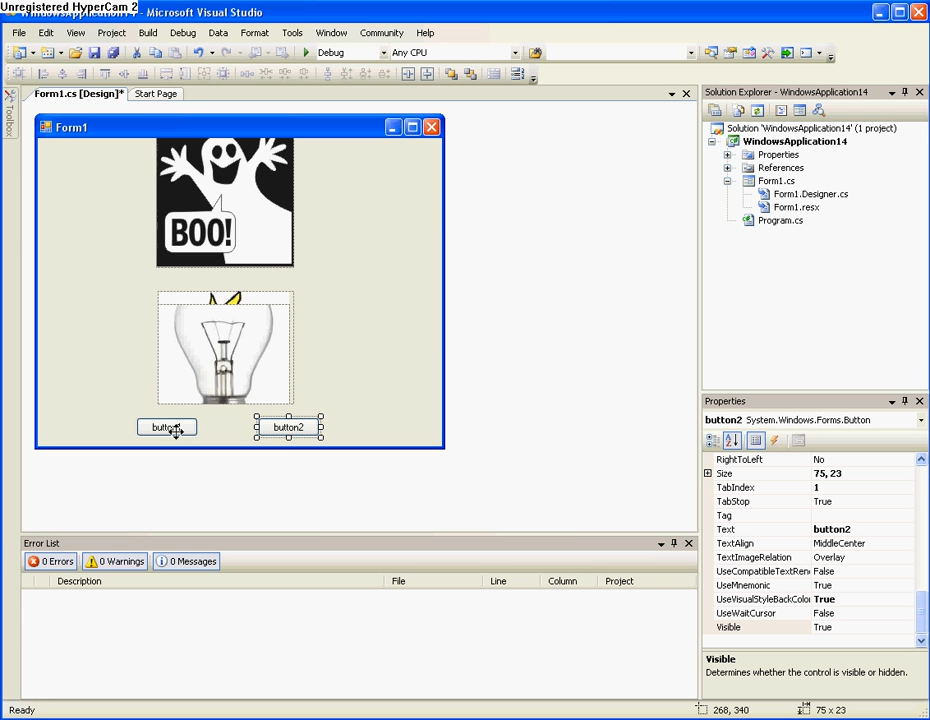 Unregistered HyperCam 2
WindowsApplication14 - Microsoft Visual Studio
File Edit View Project Build Debug Data Format Tools Window Community Help
Debug Any CPU
Form1.cs [Design]* Start Page
Toolbox
Form1
BOO!
button2
Solution Explorer - WindowsApplication14
Solution 'WindowsApplication14' (1 project)
WindowsApplication14
Properties
References
Form1.cs
Form1.Designer.cs
Form1.resx
Program.cs
Properties
button2 System.Windows.Forms.Button
RightToLeft No
Size 75, 23
TabIndex 1
TabStop True
Tag
Text button2
TextAlign MiddleCenter
TextImageRelation Overlay
UseCompatibleTextRen False
UseMnemonic True
UseVisualStyleBackColo True
UseWaitCursor False
Visible True
Visible
Determines whether the control is visible or hidden.
Error List
0 Errors 0 Warnings 0 Messages
Description File Line Column Project
Ready 268, 340 75 x 23